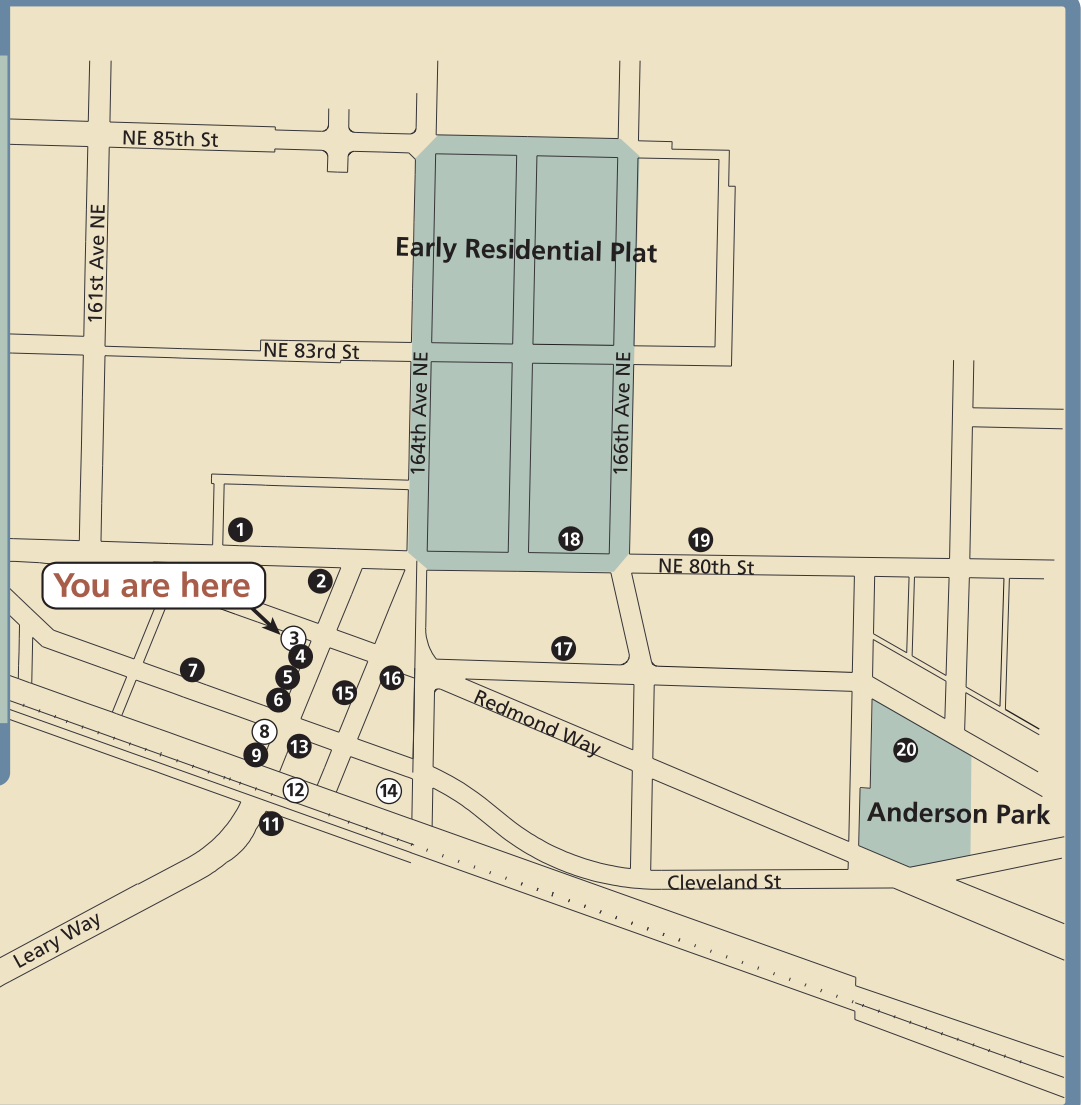 NE 85th St
161st Ave NE
Early Residential Plat
NE 83rd St
164th Ave NE
166th Ave NE
1
18
19
NE 80th St
2
You are here
3
4
17
7
5
16
6
15
Redmond Way
8
13
9
20
12
14
Anderson Park
11
Cleveland St
Leary Way